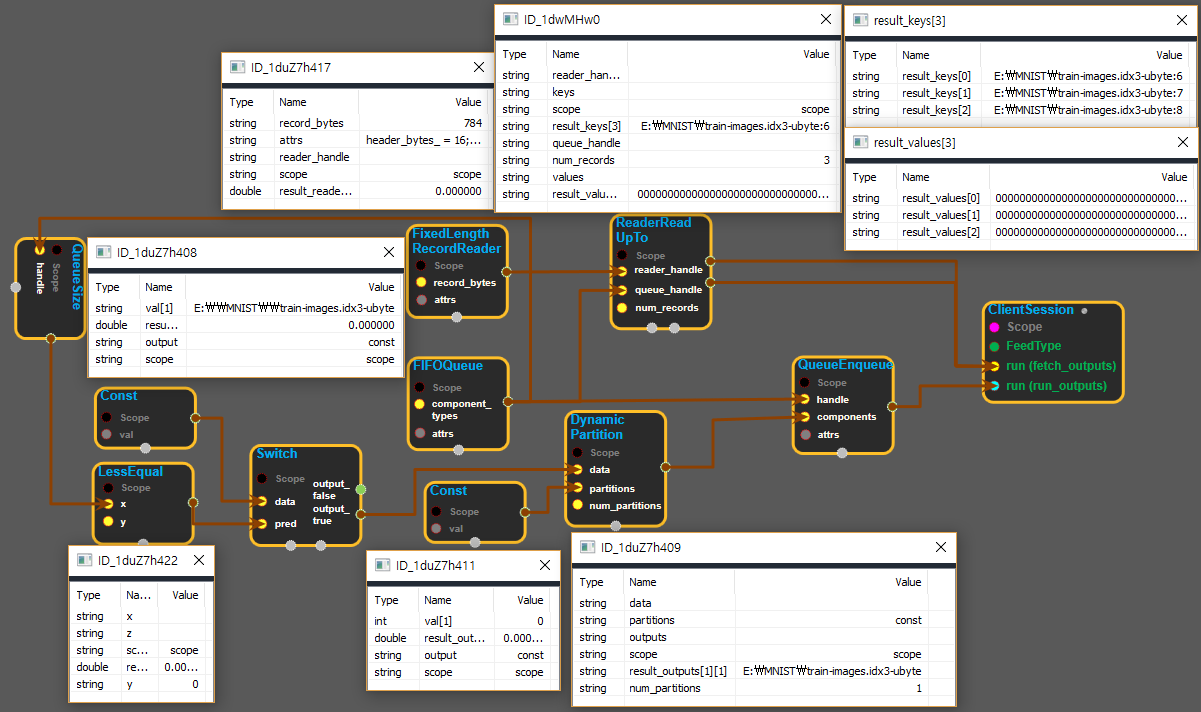 ID_1duZ7h417
Type Name Value
string record_bytes 784
string attrs header_bytes_ = 16;...
string reader_handle
string scope scope
double result_reade... 0.000000
ID_1dwMHw0
Type Name Value
string reader_han...
string keys
string scope scope
string result_keys[3] E:₩MNIST₩train-images.idx3-ubyte:6
string queue_handle
string num_records 3
string values
string result_valu... 00000000000000000000000000000...
result_keys[3]
Type Name Value
string result_keys[0] E:₩MNIST₩train-images.idx3-ubyte:6
string result_keys[1] E:₩MNIST₩train-images.idx3-ubyte:7
string result_keys[2] E:₩MNIST₩train-images.idx3-ubyte:8
result_values[3]
Type Name Value
string result_values[0] 00000000000000000000000000000...
string result_values[1] 00000000000000000000000000000...
string result_values[2] 00000000000000000000000000000...
QueueSize
Scope
handle
ID_1duZ7h408
Type Name Value
string val[1] E:₩₩MNIST₩₩train-images.idx3-ubyte
double resu... 0.000000
string output const
string scope scope
FixedLength
RecordReader
Scope
record_bytes
attrs
ReaderRead
UpTo
Scope
reader_handle
queue_handle
num_records
ClientSession
Scope
FeedType
run (fetch_outputs)
run (run_outputs)
FIFOQueue
Scope
component_
types
attrs
QueueEnqueue
Scope
handle
components
attrs
Const
Scope
val
Dynamic
Partition
Scope
data
partitions
num_partitions
Switch
Scope
data
pred
output_
false
output_
true
LessEqual
Scope
x
y
Const
Scope
val
ID_1duZ7h422
Type Na... Value
string x
string z
string sc... scope
double re... 0.00...
string y 0
ID_1duZ7h411
Type Name Value
int val[1] 0
double result_out... 0.000...
string output const
string scope scope
ID_1duZ7h409
Type Name Value
string data
string partitions const
string outputs
string scope scope
string result_outputs[1][1] E:₩MNIST₩train-images.idx3-ubyte
string num_partitions 1